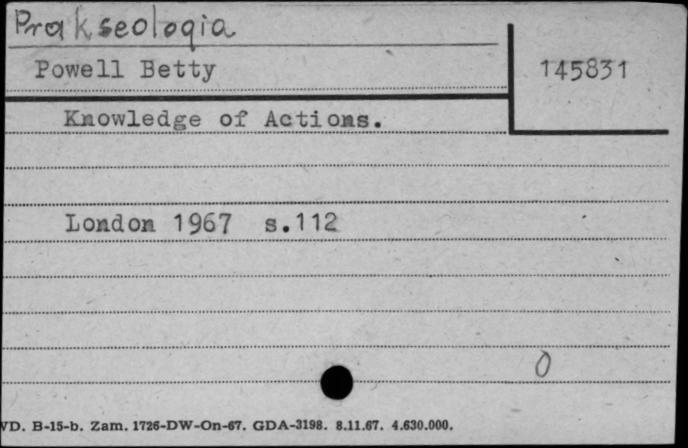 Prakseologia
Powell Betty 145831
Knowledge of Actions.
London 1967 s.112
0
VD. B-15-b. Zam. 1726-DW-On-67. GDA-3198. 8.11.67. 4.630.000.